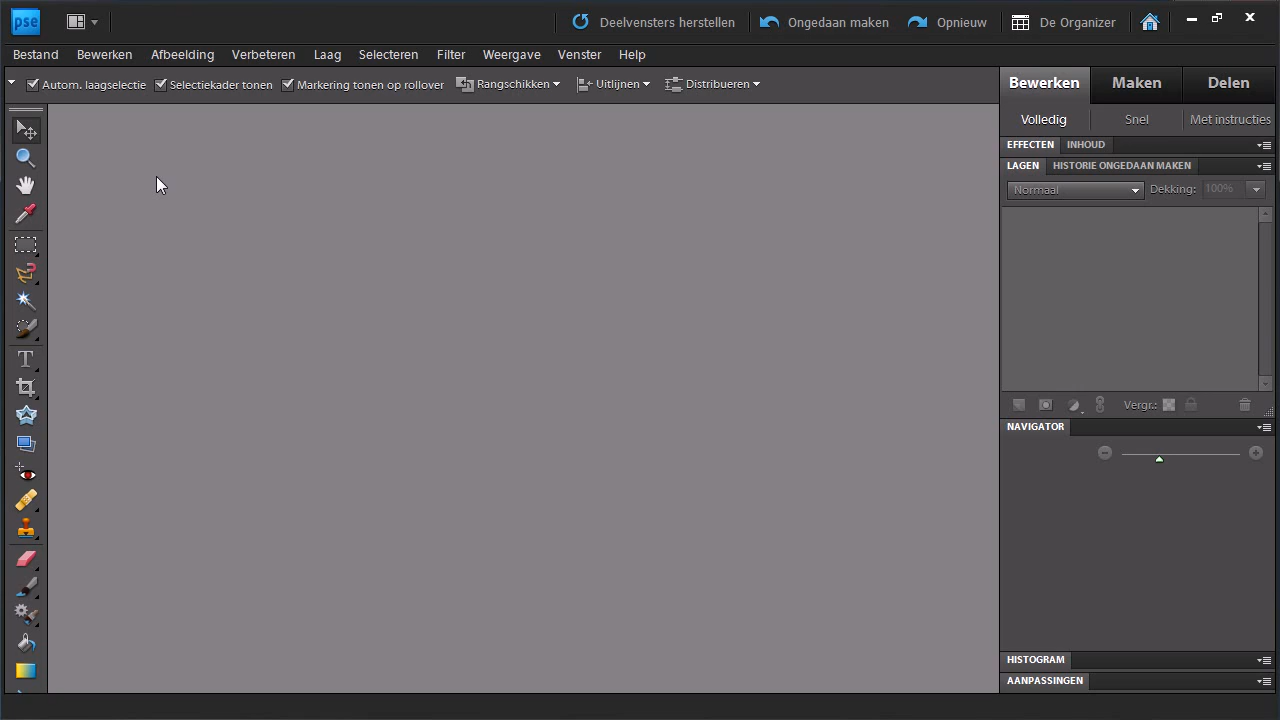 pse Deelvensters herstellen Ongedaan maken Opnieuw De Organizer
Bestand Bewerken Afbeelding Verbeteren Laag Selecteren Filter Weergave Venster Help
Autom. laagselectie Selectiekader tonen Markering tonen op rollover Rangschikken Uitlijnen Distribueren
Bewerken Maken Delen
Volledig Snel Met instructies
EFFECTEN INHOUD
LAGEN HISTORIE ONGEDAAN MAKEN
Normaal Dekking: 100%
T
Vergr.:
NAVIGATOR
HISTOGRAM
AANPASSINGEN